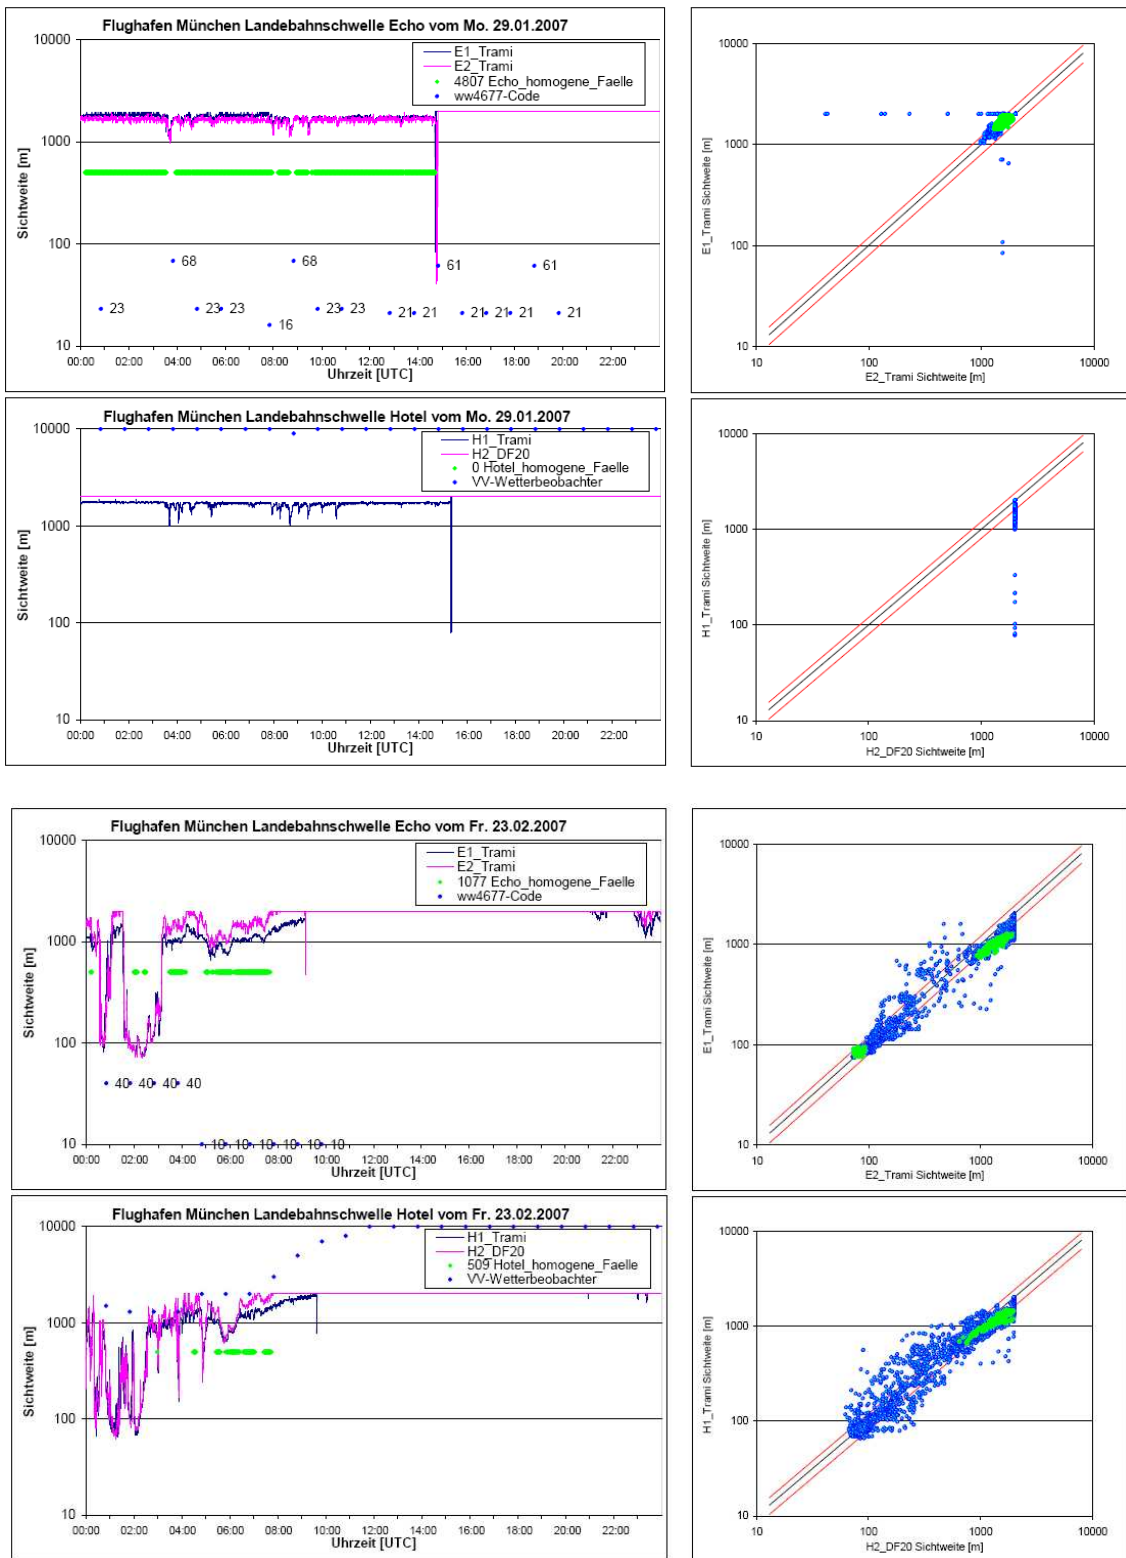 Flughafen München Landebahnschwelle Echo vom Mo. 29.01.2007
10000
1000
100
10
Sichtweite [m]
E1_Trami
E2_Trami
4807 Echo_homogene_Faelle
ww4677-Code
68
68
61
61
23
23
23
16
23
23
21
21
21
21
21
21
00:00 02:00 04:00 06:00 08:00 10:00 12:00 14:00 16:00 18:00 20:00 22:00
Uhrzeit [UTC]
10000
1000
100
10
E1_Trami Sichtweite [m]
10 100 1000 10000
E2_Trami Sichtweite [m]
Flughafen München Landebahnschwelle Hotel vom Mo. 29.01.2007
10000
1000
100
10
Sichtweite [m]
H1_Trami
H2_DF20
0 Hotel_homogene_Faelle
VV-Wetterbeobachter
00:00 02:00 04:00 06:00 08:00 10:00 12:00 14:00 16:00 18:00 20:00 22:00
Uhrzeit [UTC]
10000
1000
100
10
H1_Trami Sichtweite [m]
10 100 1000 10000
H2_DF20 Sichtweite [m]
Flughafen München Landebahnschwelle Echo vom Fr. 23.02.2007
10000
1000
100
10
Sichtweite [m]
E1_Trami
E2_Trami
1077 Echo_homogene_Faelle
ww4677-Code
40 40 40 40
10 10 10 10 10 10
00:00 02:00 04:00 06:00 08:00 10:00 12:00 14:00 16:00 18:00 20:00 22:00
Uhrzeit [UTC]
10000
1000
100
10
E1_Trami Sichtweite [m]
10 100 1000 10000
E2_Trami Sichtweite [m]
Flughafen München Landebahnschwelle Hotel vom Fr. 23.02.2007
10000
1000
100
10
Sichtweite [m]
H1_Trami
H2_DF20
509 Hotel_homogene_Faelle
VV-Wetterbeobachter
00:00 02:00 04:00 06:00 08:00 10:00 12:00 14:00 16:00 18:00 20:00 22:00
Uhrzeit [UTC]
10000
1000
100
10
H1_Trami Sichtweite [m]
10 100 1000 10000
H2_DF20 Sichtweite [m]